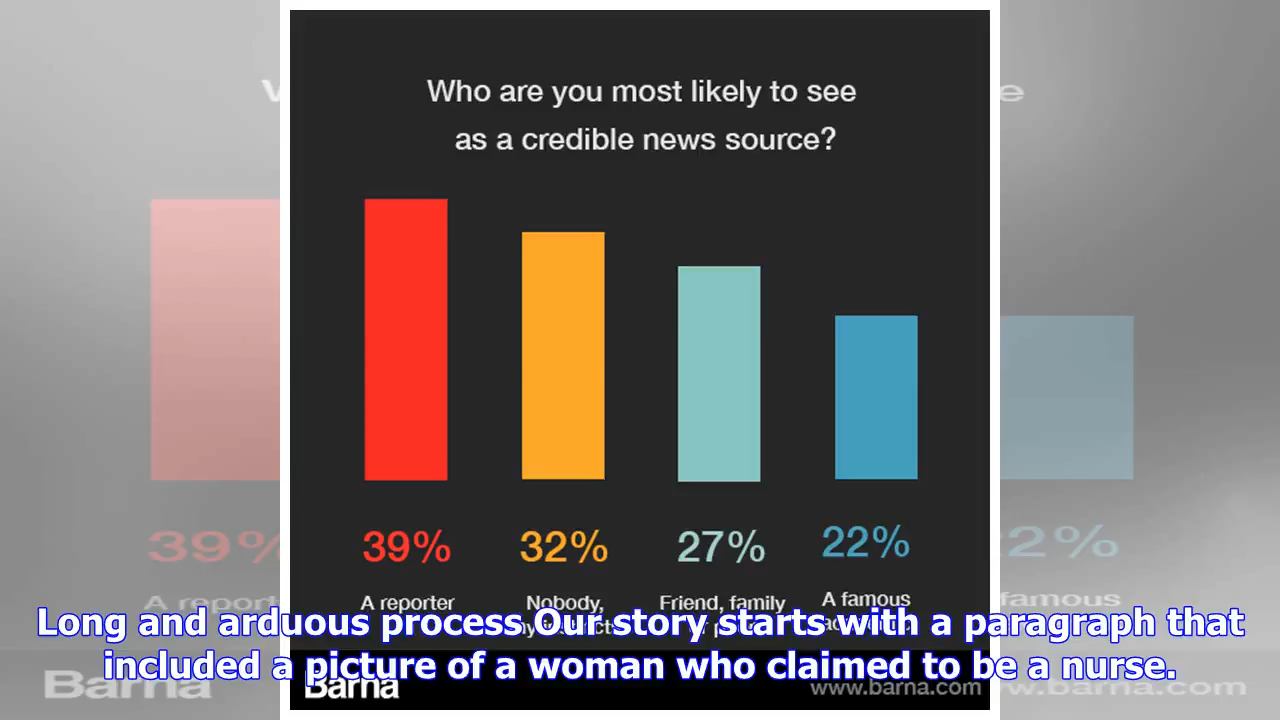 Who are you most likely to see
as a credible news source?
39%
32%
27%
22%
A reporter
Nobody,
Friend, family
A famous
Long and arduous process Our story starts with a paragraph that
included a picture of a woman who claimed to be a nurse.
Barna
www.barna.com